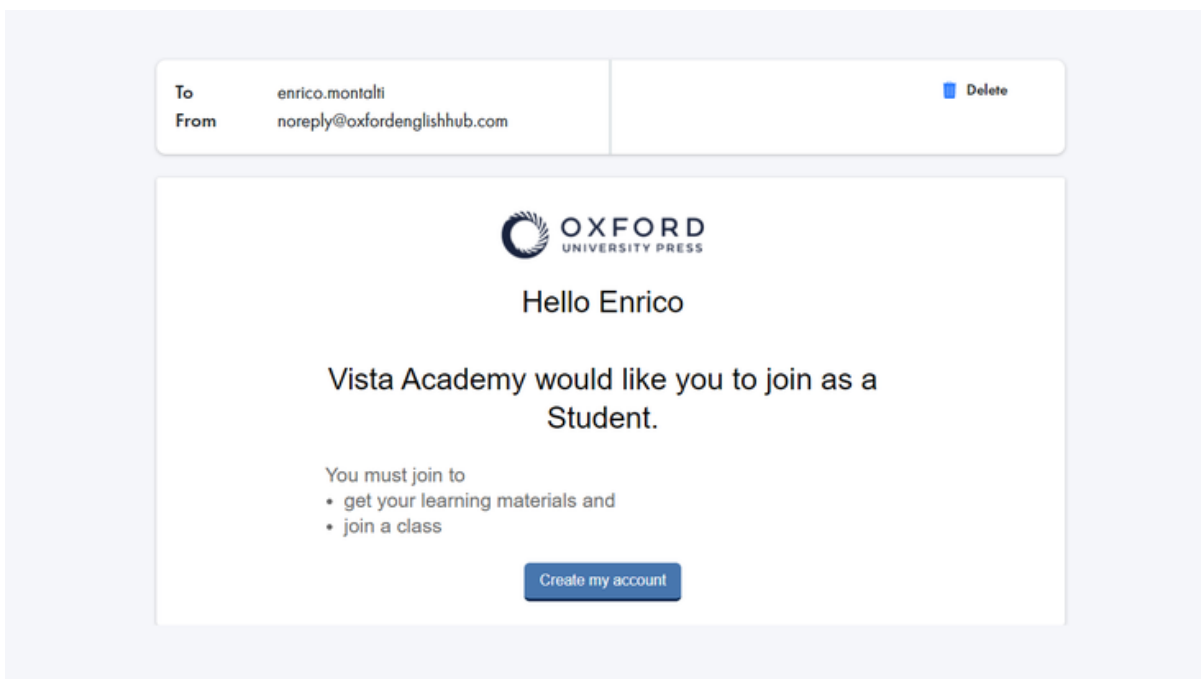 To enrico.montalti
Delete
From noreply@oxfordenglishhub.com
OXFORD
UNIVERSITY PRESS
Hello Enrico
Vista Academy would like you to join as a
Student.
You must join to
• get your learning materials and
• join a class
Create my account